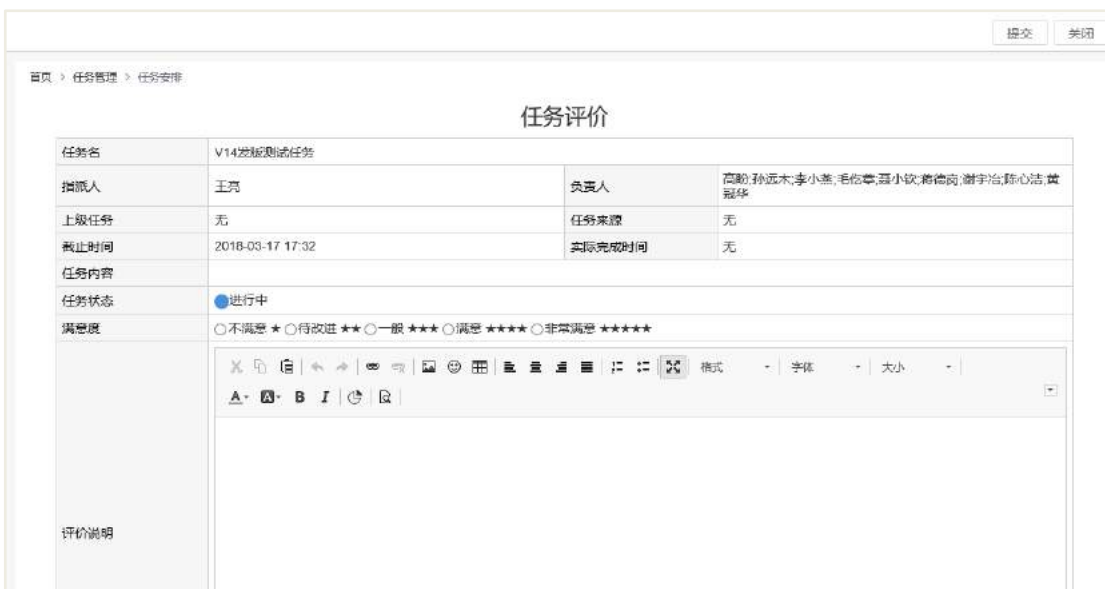 提交 关闭
首页 > 任务管理 > 任务安排
任务评价
任务名 V14发版测试任务
指派人 王亮 负责人 高盼;孙远木;李小燕;毛佗章;聂小钦;蒋德岗;谢宇冶;陈心洁;黄
冠华
上级任务 无 任务来源 无
截止时间 2018-03-17 17:32 实际完成时间 无
任务内容
任务状态 进行中
满意度 不满意 ★ 待改进 ★★ 一般 ★★★ 满意 ★★★★ 非常满意 ★★★★★
格式 字体 大小
A A B I
评价说明